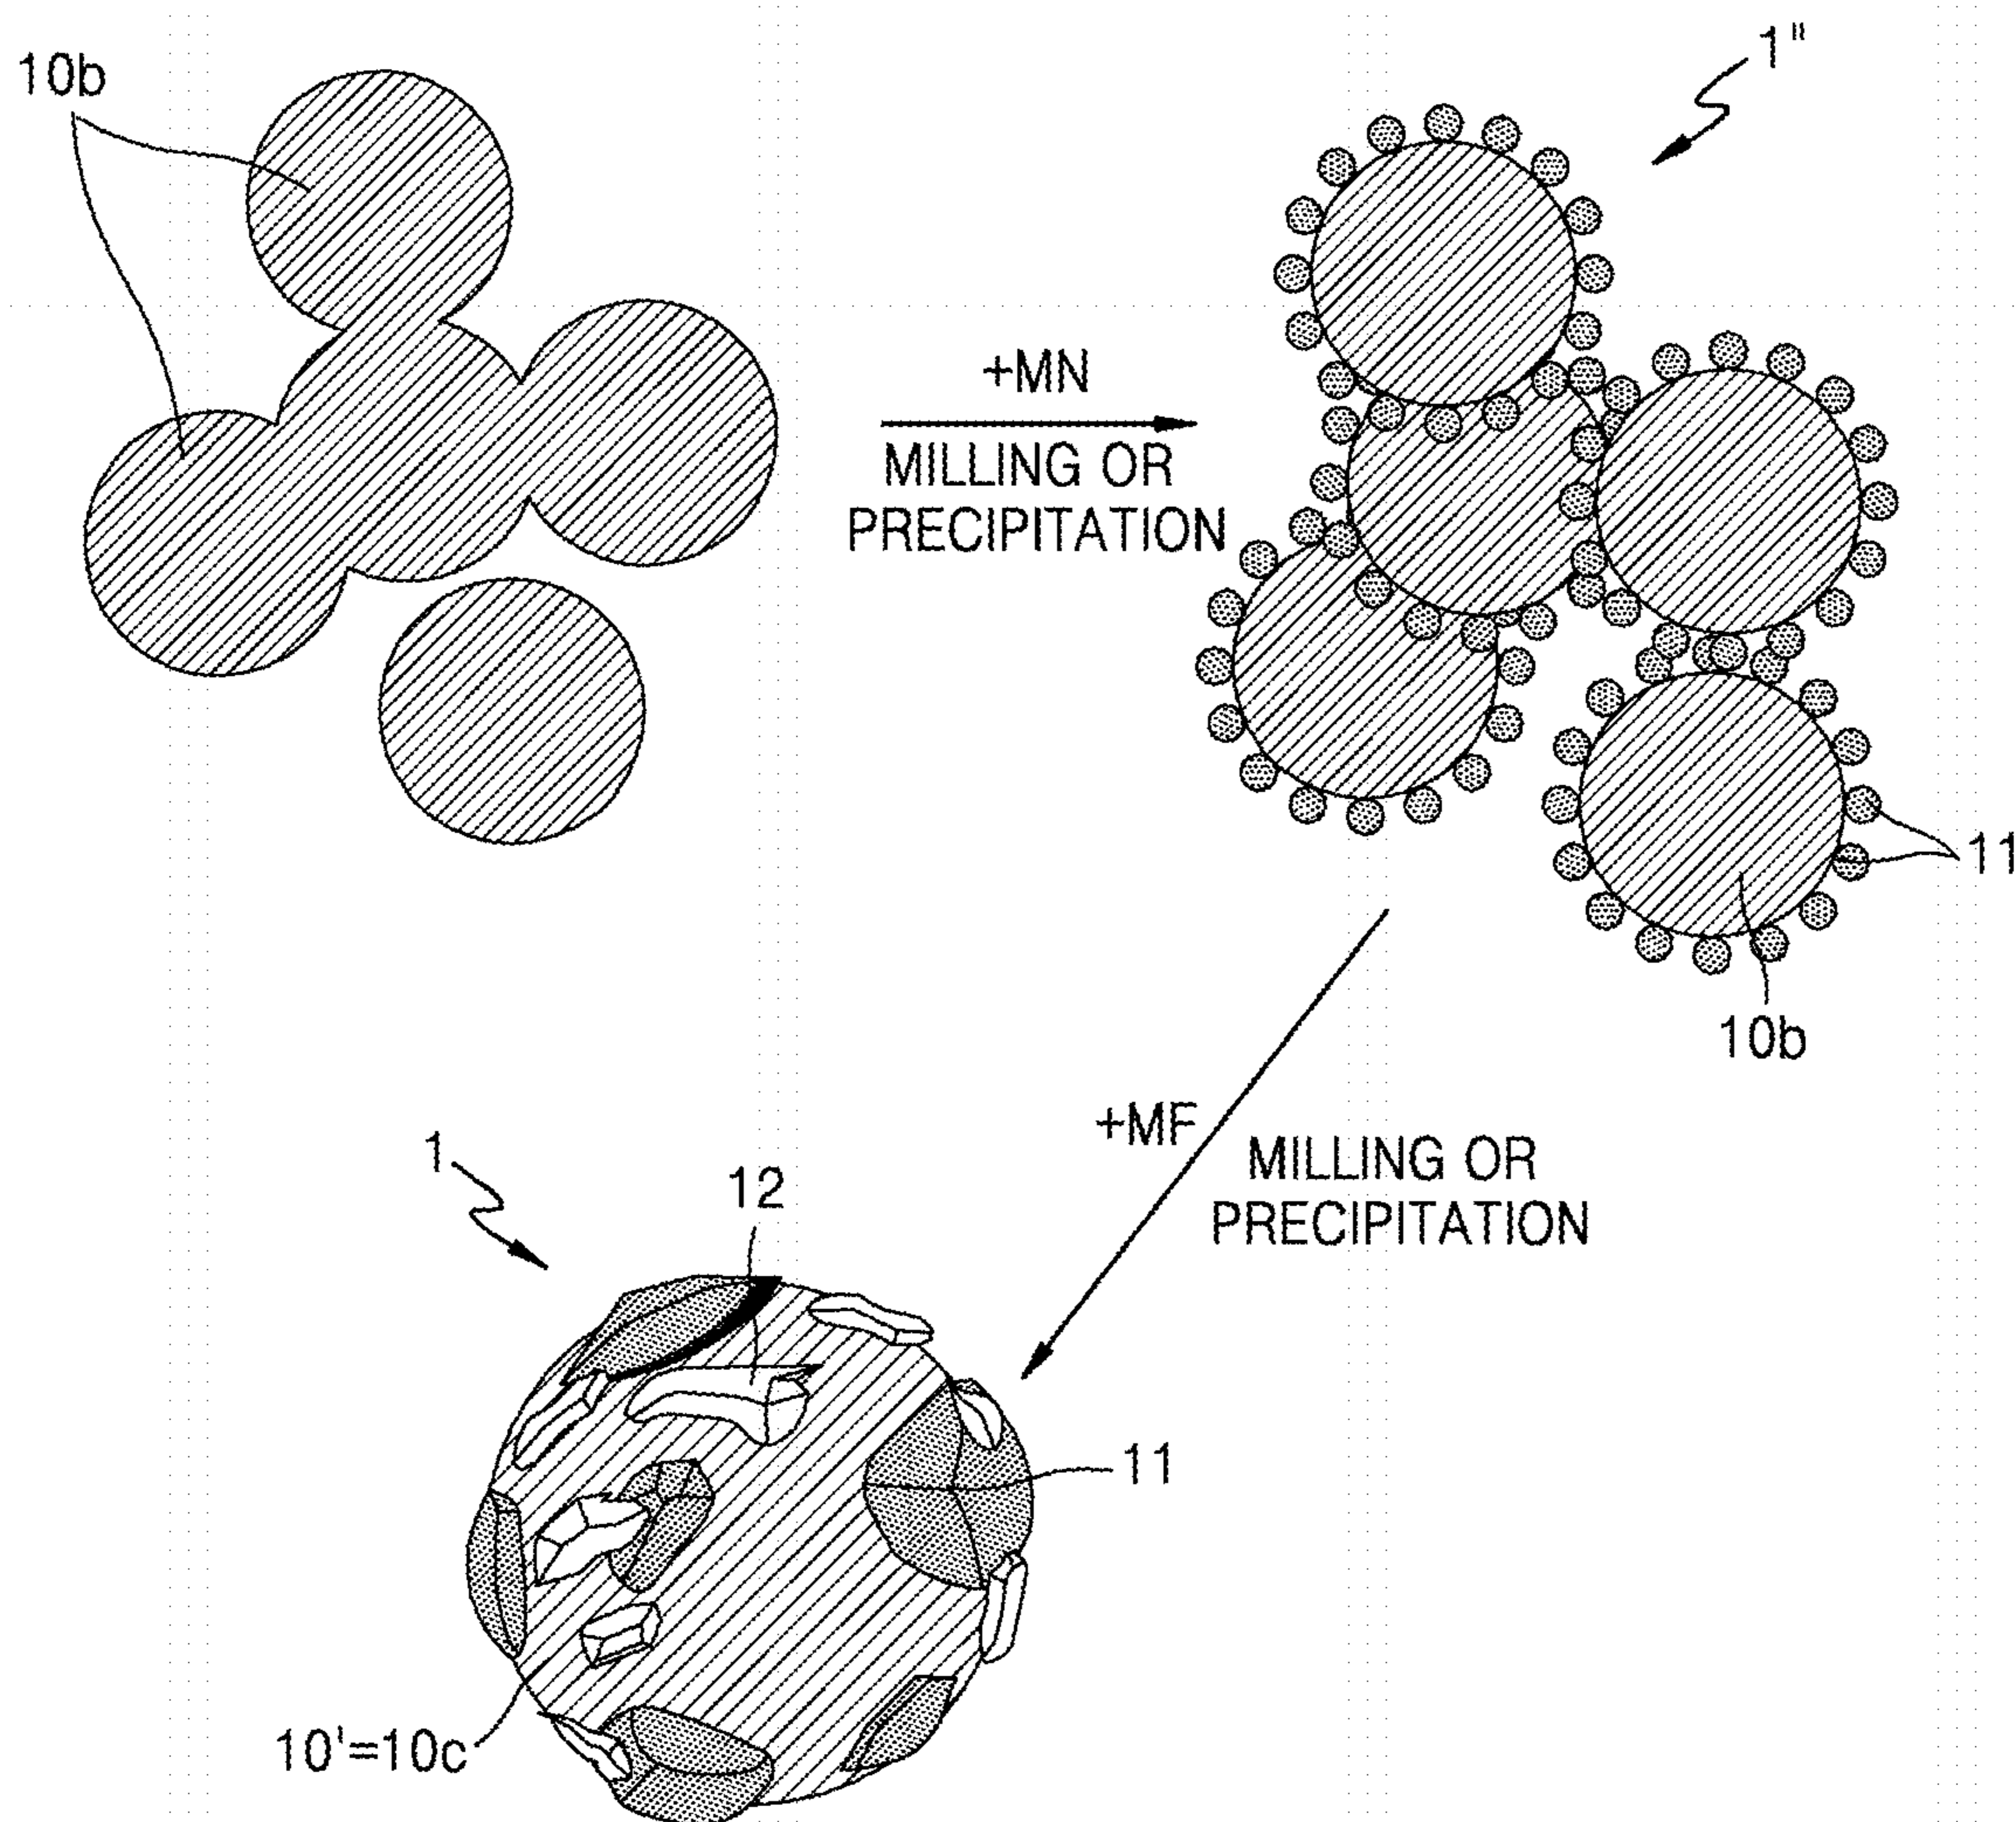 10b
1"
+MN
MILLING OR
PRECIPITATION
11
10b
+MF
MILLING OR
PRECIPITATION
1
12
11
10'=10c